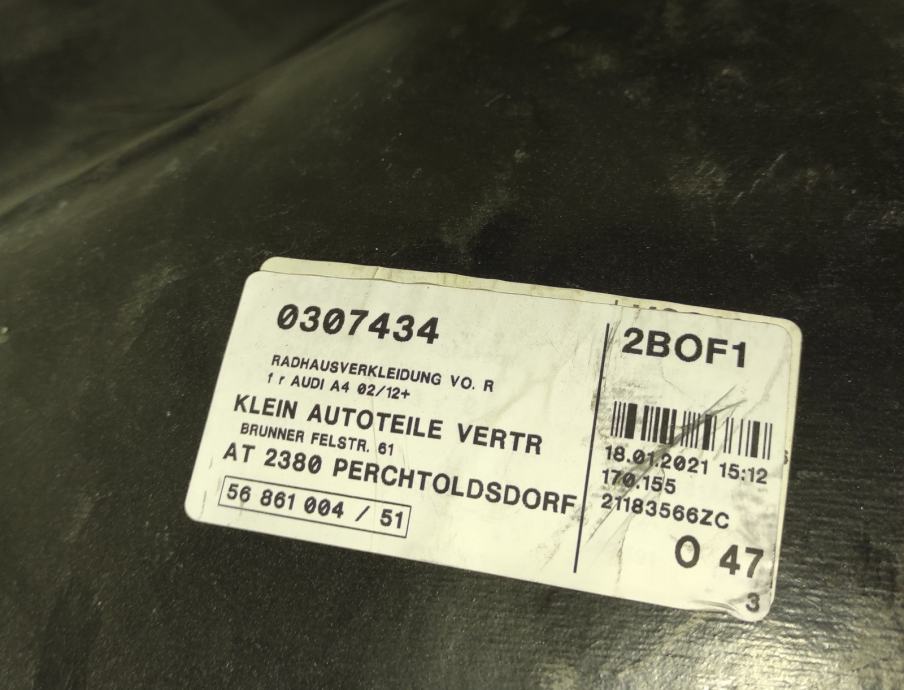 0307434
RADHAUSVERKLEIDUNG VO. R
f r AUDI A4 02/12+
KLEIN AUTOTEILE VERTR
BRUNNER FELSTR. 61
AT 2380 PERCHTOLDSDORF
56 861 004 / 51
2BOF1
18.01.2021 15:12
170.155
21183566ZC
O 47
3